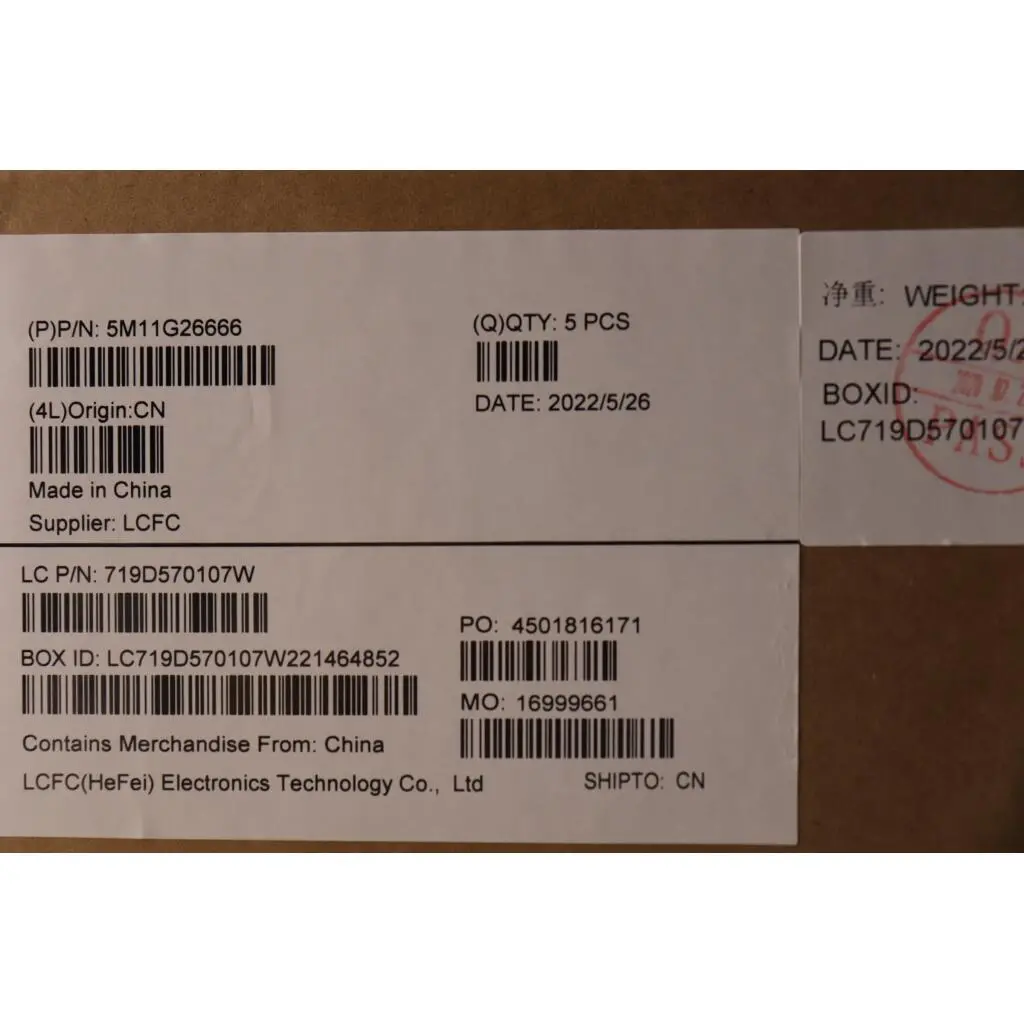 (P)P/N: 5M11G26666
(Q)QTY: 5 PCS
DATE: 2022/5/26
(4L)Origin:CN
Made in China
Supplier: LCFC
LC P/N: 719D570107W
BOX ID: LC719D570107W221464852
PO: 4501816171
MO: 16999661
Contains Merchandise From: China
LCFC(HeFei) Electronics Technology Co., Ltd
SHIPTO: CN
净重: WEIGHT:
DATE: 2022/5/2
BOXID:
LC719D570107
PASS